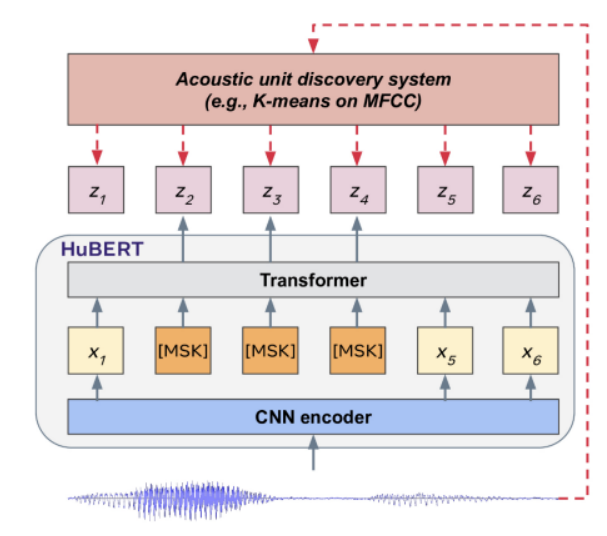 Acoustic unit discovery system
(e.g., K-means on MFCC)
z1 z2 z3 z4 z5 z6
HuBERT
Transformer
x1 [MSK] [MSK] [MSK] x5 x6
CNN encoder